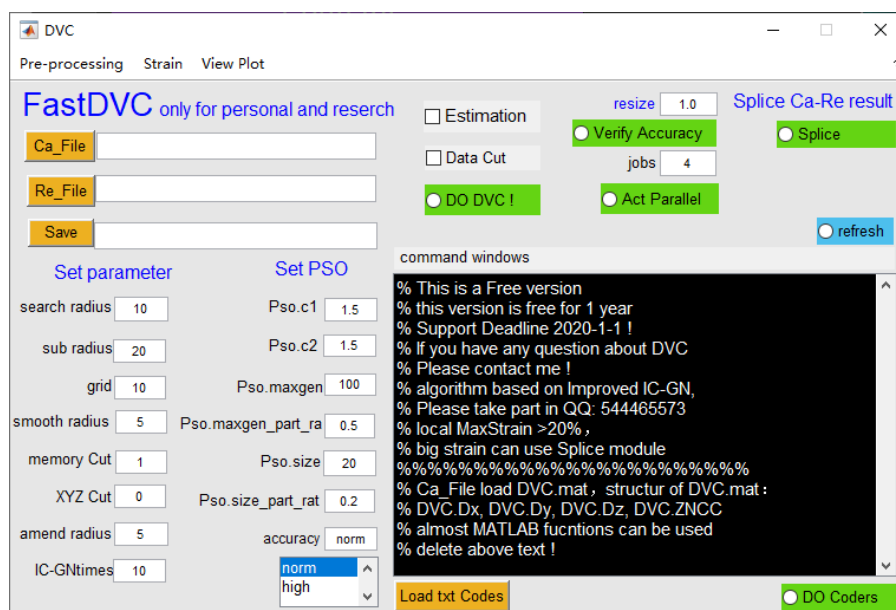 DVC
Pre-processing Strain View Plot
FastDVC only for personal and reserch
Ca_File
Re_File
Save
Estimation
Data Cut
DO DVC !
resize 1.0
Verify Accuracy
jobs 4
Act Parallel
Splice Ca-Re result
Splice
refresh
Set parameter
search radius 10
sub radius 20
grid 10
smooth radius 5
memory Cut 1
XYZ Cut 0
amend radius 5
IC-GNtimes 10
Set PSO
Pso.c1 1.5
Pso.c2 1.5
Pso.maxgen 100
Pso.maxgen_part_ra 0.5
Pso.size 20
Pso.size_part_rat 0.2
accuracy norm
norm
high
command windows
% This is a Free version
% this version is free for 1 year
% Support Deadline 2020-1-1 !
% If you have any question about DVC
% Please contact me !
% algorithm based on Improved IC-GN,
% Please take part in QQ: 544465573
% local MaxStrain >20%，
% big strain can use Splice module
%%%%%%%%%%%%%%%%%%%%%%%
% Ca_File load DVC.mat，structur of DVC.mat：
% DVC.Dx, DVC.Dy, DVC.Dz, DVC.ZNCC
% almost MATLAB fucntions can be used
% delete above text !
Load txt Codes
DO Coders